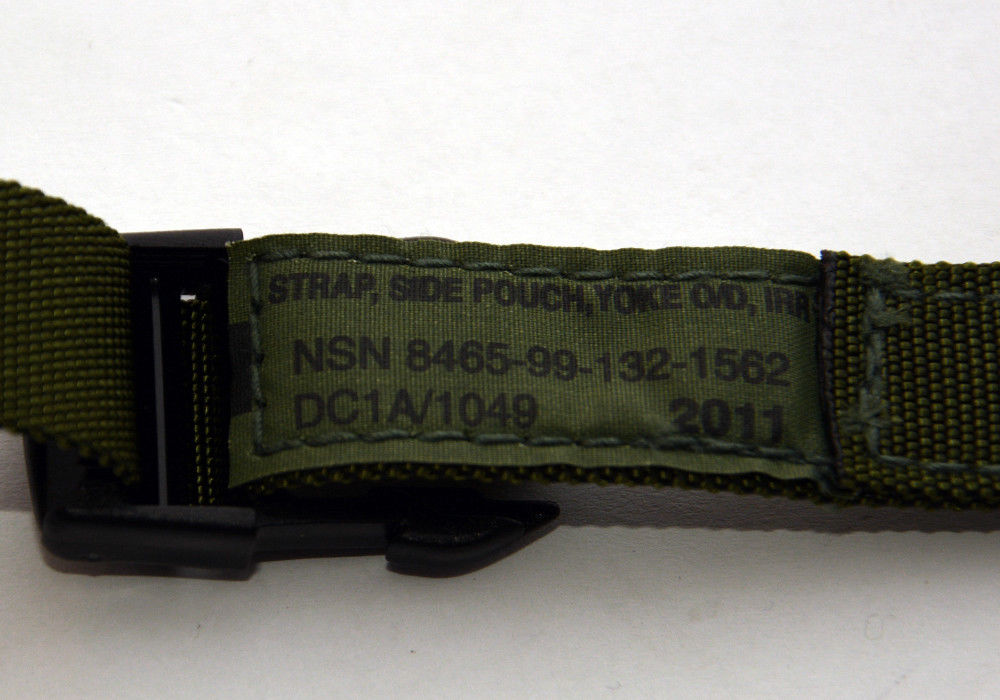 STRAP, SIDE POUCH, YOKE O/D, IRR
NSN 8465-99-132-1562
DC1A/1049 2011